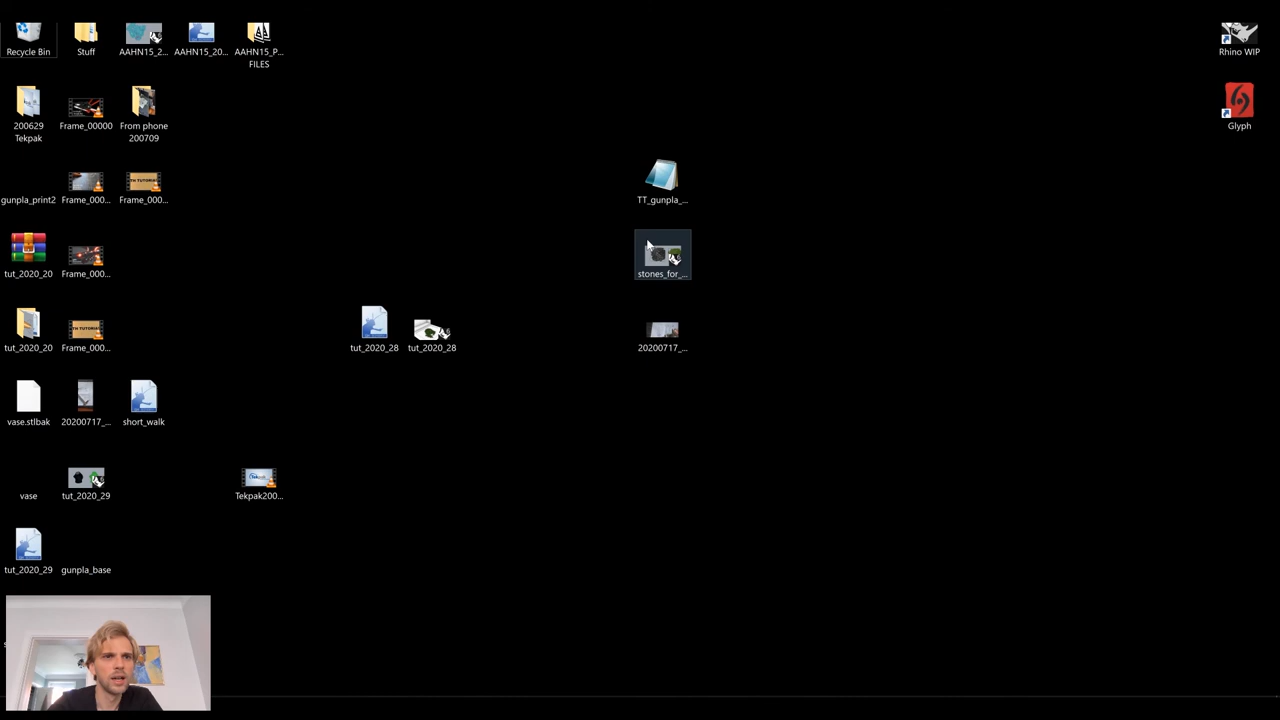 Recycle Bin
Stuff
AAHN15_2...
AAHN15_20...
AAHN15_P...
FILES
Rhino WIP
200629
Tekpak
Frame_00000
From phone
200709
Glyph
gunpla_print2
Frame_000...
Frame_000...
TT_gunpla_...
tut_2020_20
Frame_000...
stones_for_...
tut_2020_20
Frame_000...
tut_2020_28
tut_2020_28
20200717_...
vase.stlbak
20200717_...
short_walk
vase
tut_2020_29
Tekpak200...
tut_2020_29
gunpla_base